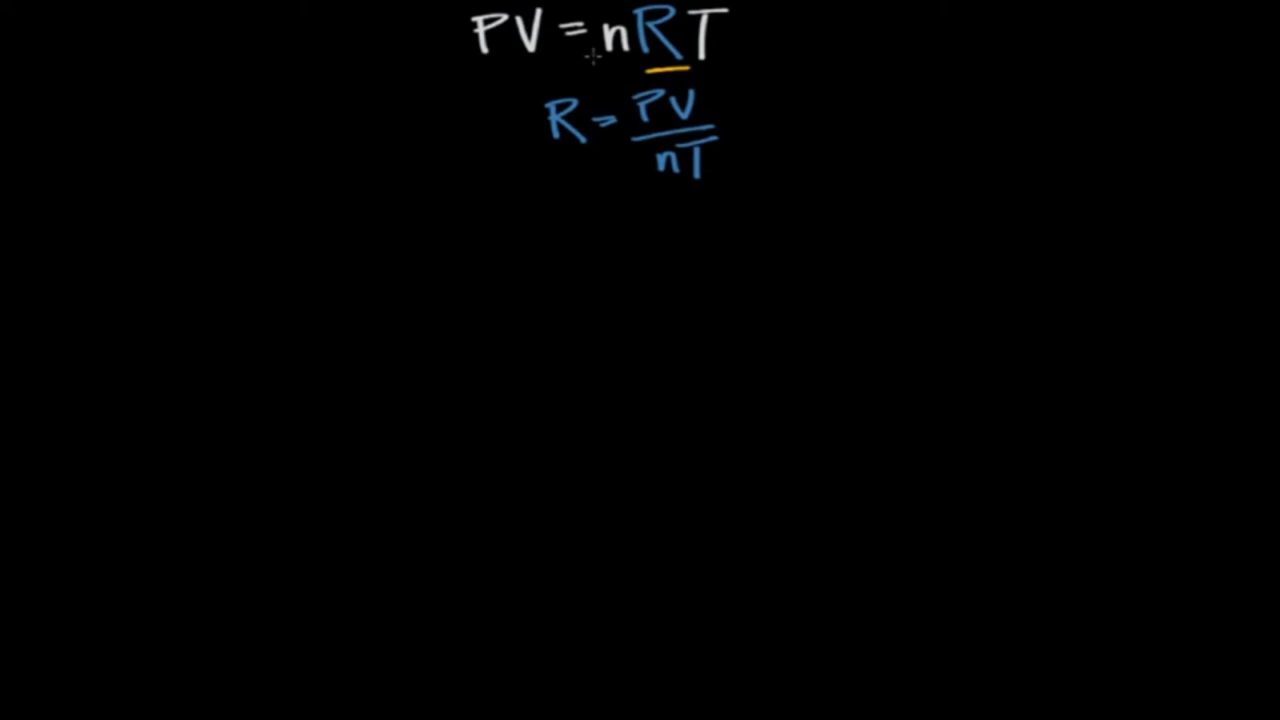 PV = nRT
R = PV/nT